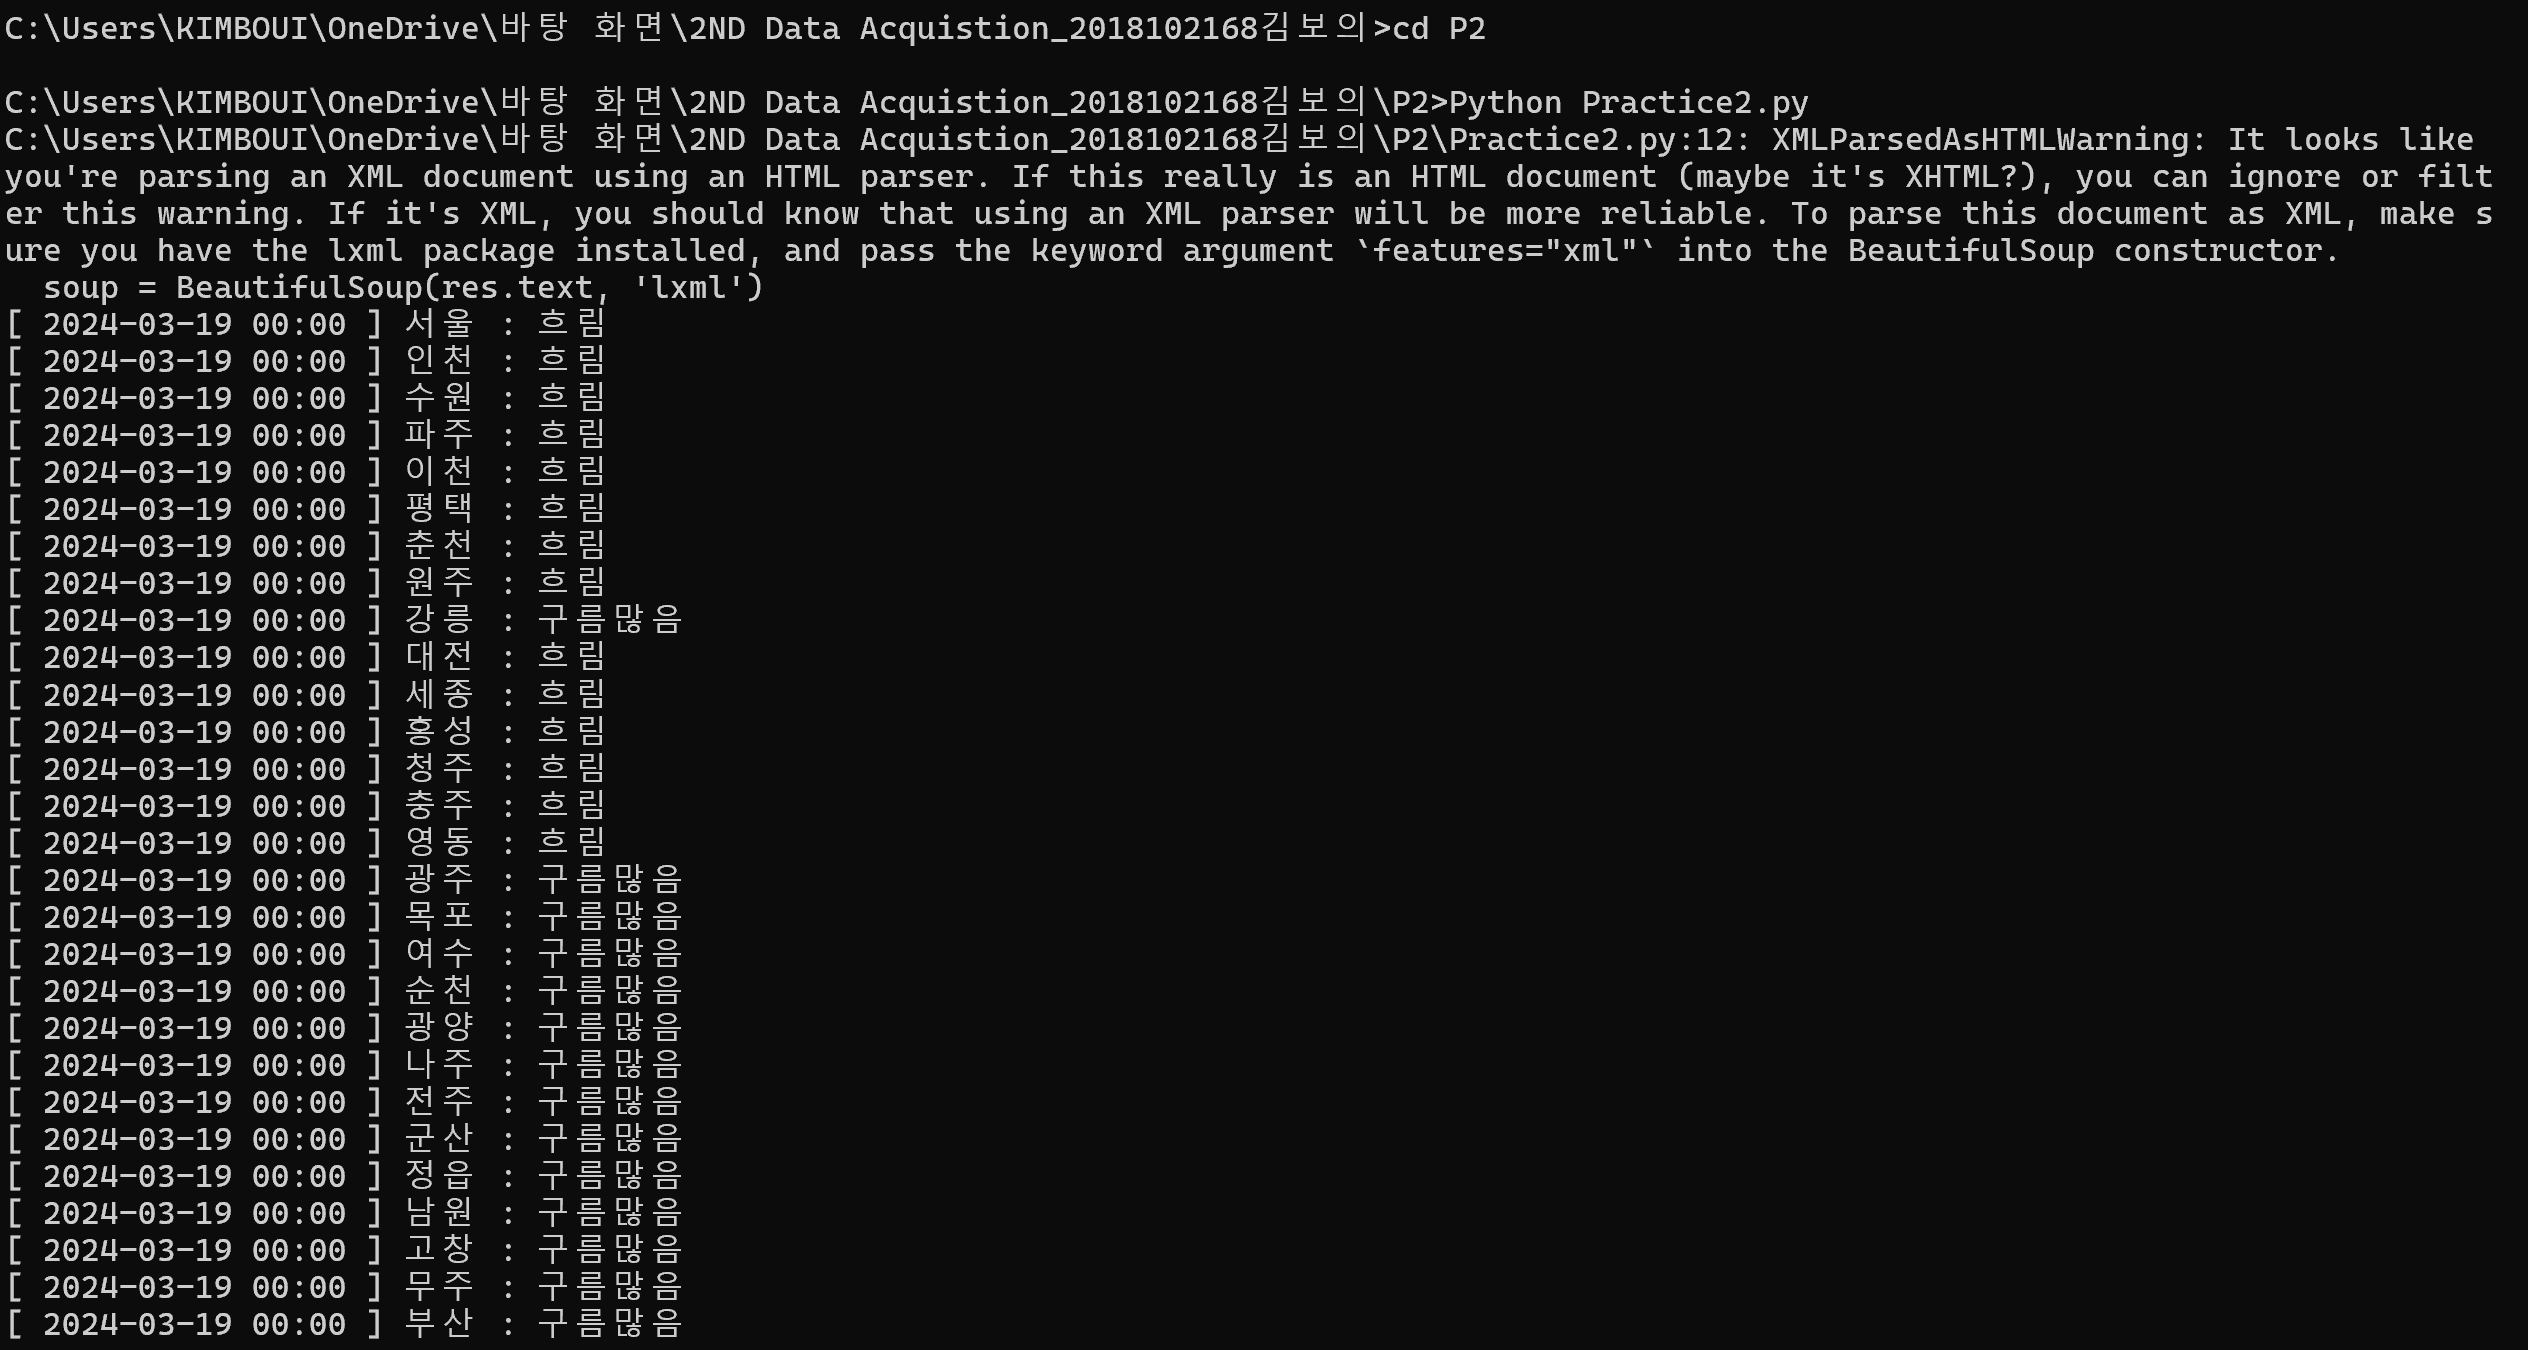 C:\Users\KIMBOUI\OneDrive\바탕 화면\2ND Data Acquistion_2018102168김보의>cd P2
C:\Users\KIMBOUI\OneDrive\바탕 화면\2ND Data Acquistion_2018102168김보의\P2>Python Practice2.py
C:\Users\KIMBOUI\OneDrive\바탕 화면\2ND Data Acquistion_2018102168김보의\P2\Practice2.py:12: XMLParsedAsHTMLWarning: It looks like
you're parsing an XML document using an HTML parser. If this really is an HTML document (maybe it's XHTML?), you can ignore or filt
er this warning. If it's XML, you should know that using an XML parser will be more reliable. To parse this document as XML, make s
ure you have the lxml package installed, and pass the keyword argument `features="xml"` into the BeautifulSoup constructor.
  soup = BeautifulSoup(res.text, 'lxml')
[ 2024-03-19 00:00 ] 서울 : 흐림
[ 2024-03-19 00:00 ] 인천 : 흐림
[ 2024-03-19 00:00 ] 수원 : 흐림
[ 2024-03-19 00:00 ] 파주 : 흐림
[ 2024-03-19 00:00 ] 이천 : 흐림
[ 2024-03-19 00:00 ] 평택 : 흐림
[ 2024-03-19 00:00 ] 춘천 : 흐림
[ 2024-03-19 00:00 ] 원주 : 흐림
[ 2024-03-19 00:00 ] 강릉 : 구름많음
[ 2024-03-19 00:00 ] 대전 : 흐림
[ 2024-03-19 00:00 ] 세종 : 흐림
[ 2024-03-19 00:00 ] 홍성 : 흐림
[ 2024-03-19 00:00 ] 청주 : 흐림
[ 2024-03-19 00:00 ] 충주 : 흐림
[ 2024-03-19 00:00 ] 영동 : 흐림
[ 2024-03-19 00:00 ] 광주 : 구름많음
[ 2024-03-19 00:00 ] 목포 : 구름많음
[ 2024-03-19 00:00 ] 여수 : 구름많음
[ 2024-03-19 00:00 ] 순천 : 구름많음
[ 2024-03-19 00:00 ] 광양 : 구름많음
[ 2024-03-19 00:00 ] 나주 : 구름많음
[ 2024-03-19 00:00 ] 전주 : 구름많음
[ 2024-03-19 00:00 ] 군산 : 구름많음
[ 2024-03-19 00:00 ] 정읍 : 구름많음
[ 2024-03-19 00:00 ] 남원 : 구름많음
[ 2024-03-19 00:00 ] 고창 : 구름많음
[ 2024-03-19 00:00 ] 무주 : 구름많음
[ 2024-03-19 00:00 ] 부산 : 구름많음